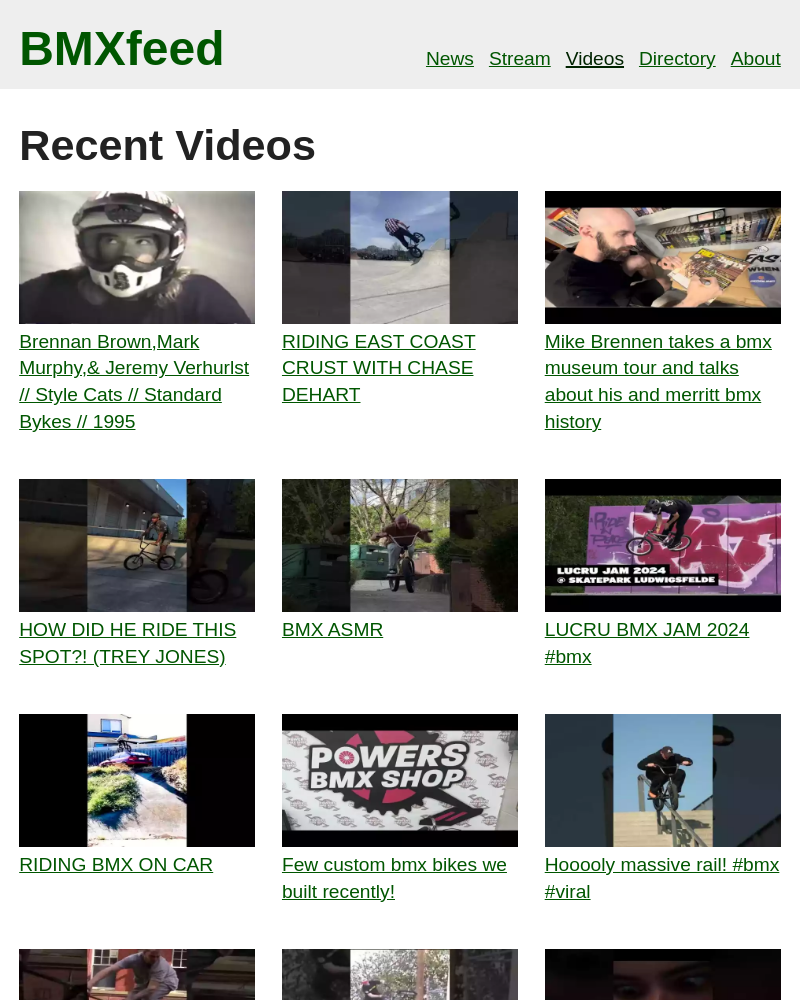 BMXfeed
News Stream Videos Directory About
Recent Videos
Brennan Brown,Mark
Murphy,& Jeremy Verhurlst
// Style Cats // Standard
Bykes // 1995
RIDING EAST COAST
CRUST WITH CHASE
DEHART
WHEN
Mike Brennen takes a bmx
museum tour and talks
about his and merritt bmx
history
HOW DID HE RIDE THIS
SPOT?! (TREY JONES)
BMX ASMR
LUCRU JAM 2024
@ SKATEPARK LUDWIGSFELDE
LUCRU BMX JAM 2024
#bmx
RIDING BMX ON CAR
POWERS
BMX SHOP
Few custom bmx bikes we
built recently!
Hooooly massive rail! #bmx
#viral